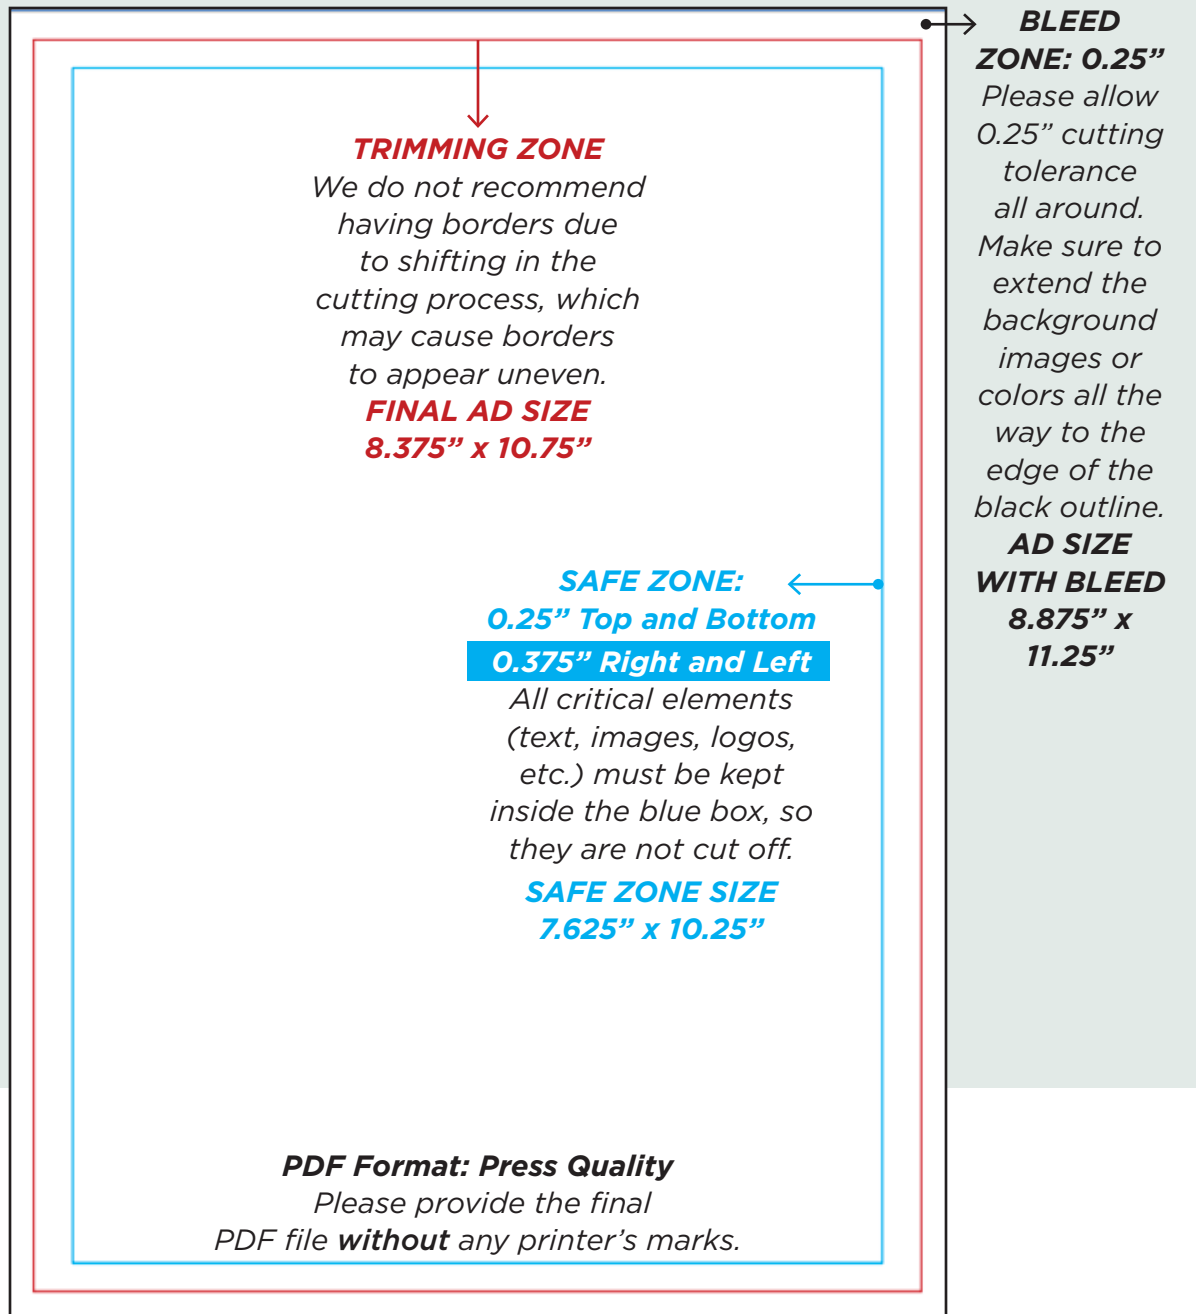 TRIMMING ZONE
We do not recommend
having borders due
to shifting in the
cutting process, which
may cause borders
to appear uneven.
FINAL AD SIZE
8.375” x 10.75”
SAFE ZONE:
0.25” Top and Bottom
0.375” Right and Left
All critical elements
(text, images, logos,
etc.) must be kept
inside the blue box, so
they are not cut off.
SAFE ZONE SIZE
7.625” x 10.25”
PDF Format: Press Quality
Please provide the final
PDF file without any printer’s marks.
BLEED
ZONE: 0.25”
Please allow
0.25” cutting
tolerance
all around.
Make sure to
extend the
background
images or
colors all the
way to the
edge of the
black outline.
AD SIZE
WITH BLEED
8.875” x
11.25”